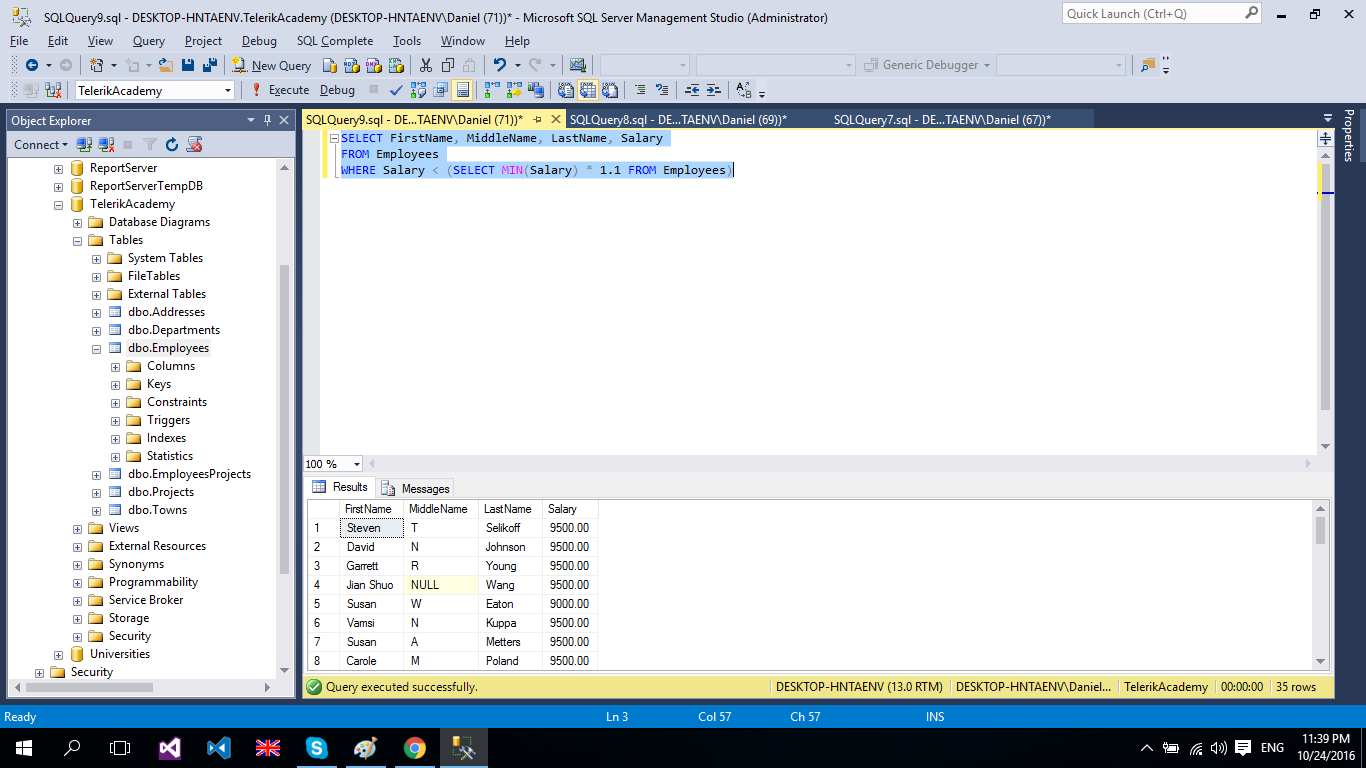 SQLQuery9.sql - DESKTOP-HNTAENV.TelerikAcademy (DESKTOP-HNTAENV\Daniel (71))* - Microsoft SQL Server Management Studio (Administrator)
Quick Launch (Ctrl+Q)
File Edit View Query Project Debug SQL Complete Tools Window Help
New Query
Generic Debugger
TelerikAcademy
Execute Debug
Object Explorer
Connect
ReportServer
ReportServerTempDB
TelerikAcademy
Database Diagrams
Tables
System Tables
FileTables
External Tables
dbo.Addresses
dbo.Departments
dbo.Employees
Columns
Keys
Constraints
Triggers
Indexes
Statistics
dbo.EmployeesProjects
dbo.Projects
dbo.Towns
Views
External Resources
Synonyms
Programmability
Service Broker
Storage
Security
Universities
Security
SQLQuery9.sql - DE...TAENV\Daniel (71))* SQLQuery8.sql - DE...TAENV\Daniel (69))* SQLQuery7.sql - DE...TAENV\Daniel (67))*
SELECT FirstName, MiddleName, LastName, Salary
FROM Employees
WHERE Salary < (SELECT MIN(Salary) * 1.1 FROM Employees)
Properties
100 %
Results Messages
FirstName MiddleName LastName Salary
1 Steven T Selikoff 9500.00
2 David N Johnson 9500.00
3 Garrett R Young 9500.00
4 Jian Shuo NULL Wang 9500.00
5 Susan W Eaton 9000.00
6 Vamsi N Kuppa 9500.00
7 Susan A Metters 9500.00
8 Carole M Poland 9500.00
Query executed successfully.
DESKTOP-HNTAENV (13.0 RTM) DESKTOP-HNTAENV\Daniel... TelerikAcademy 00:00:00 35 rows
Ready Ln 3 Col 57 Ch 57 INS
ENG
11:39 PM
10/24/2016